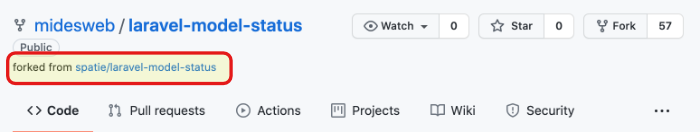 midesweb / laravel-model-status
Watch 0 Star 0 Fork 57
Public
forked from spatie/laravel-model-status
<> Code Pull requests Actions Projects Wiki Security ...